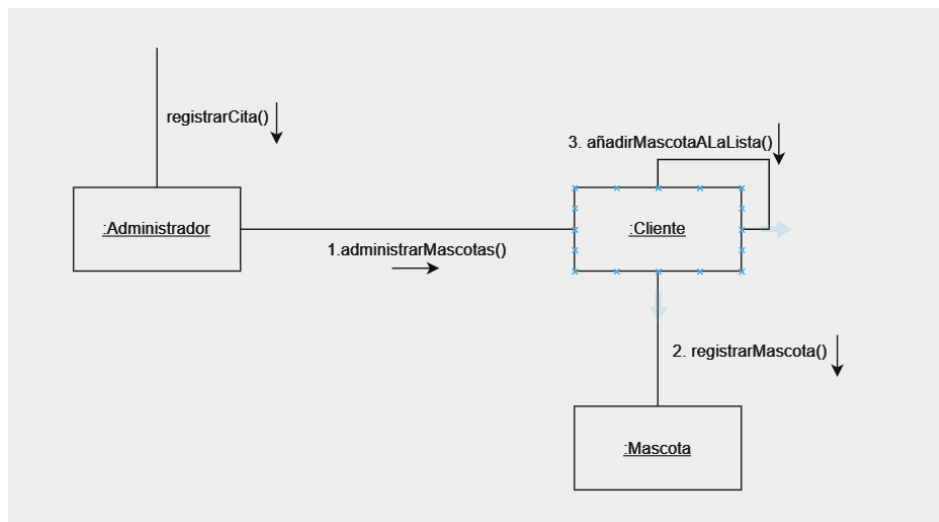 registrarCita()
3. añadirMascotaALaLista()
:Administrador
:Cliente
1.administrarMascotas()
2. registrarMascota()
:Mascota